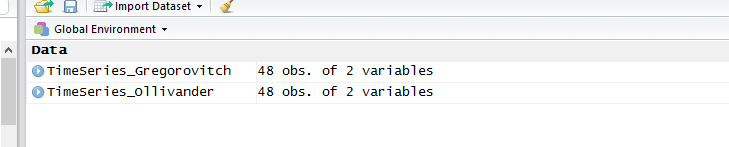 Import Dataset
Global Environment
Data
TimeSeries_Gregorovitch 48 obs. of 2 variables
TimeSeries_Ollivander 48 obs. of 2 variables